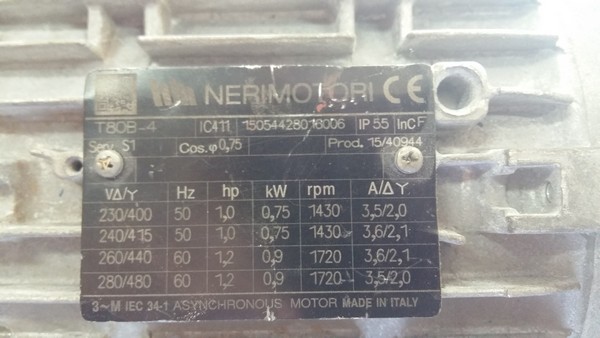 NERIMOTORI CE
T80B-4 IC411 15054428016006 IP 55 InCF
Serv. S1 Cos.φ 0,75 Prod. 15/40944
VΔ/Y Hz hp kW rpm A/Δ Y
230/400 50 1,0 0,75 1430 3,5/2,0
240/415 50 1,0 0,75 1430 3,6/2,1
260/440 60 1,2 0,9 1720 3,6/2,1
280/480 60 1,2 0,9 1720 3,5/2,0
3~M IEC 34-1 ASYNCHRONOUS MOTOR MADE IN ITALY